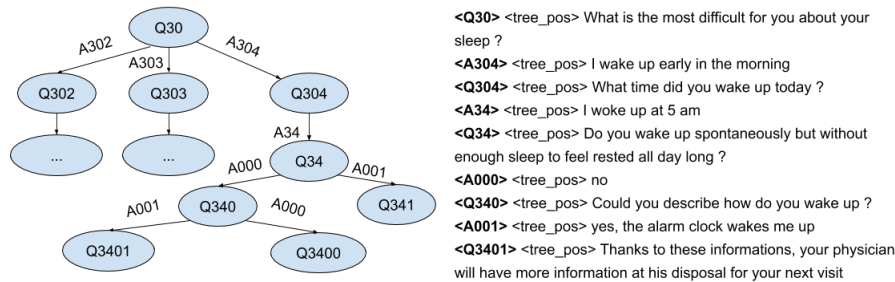 Q30
A302
A303
A304
Q302
Q303
Q304
A34
...
...
Q34
A000
A001
Q340
Q341
A001
A000
Q3401
Q3400
<Q30> <tree_pos> What is the most difficult for you about your
sleep ?
<A304> <tree_pos> I wake up early in the morning
<Q304> <tree_pos> What time did you wake up today ?
<A34> <tree_pos> I woke up at 5 am
<Q34> <tree_pos> Do you wake up spontaneously but without
enough sleep to feel rested all day long ?
<A000> <tree_pos> no
<Q340> <tree_pos> Could you describe how do you wake up ?
<A001> <tree_pos> yes, the alarm clock wakes me up
<Q3401> <tree_pos> Thanks to these informations, your physician
will have more information at his disposal for your next visit